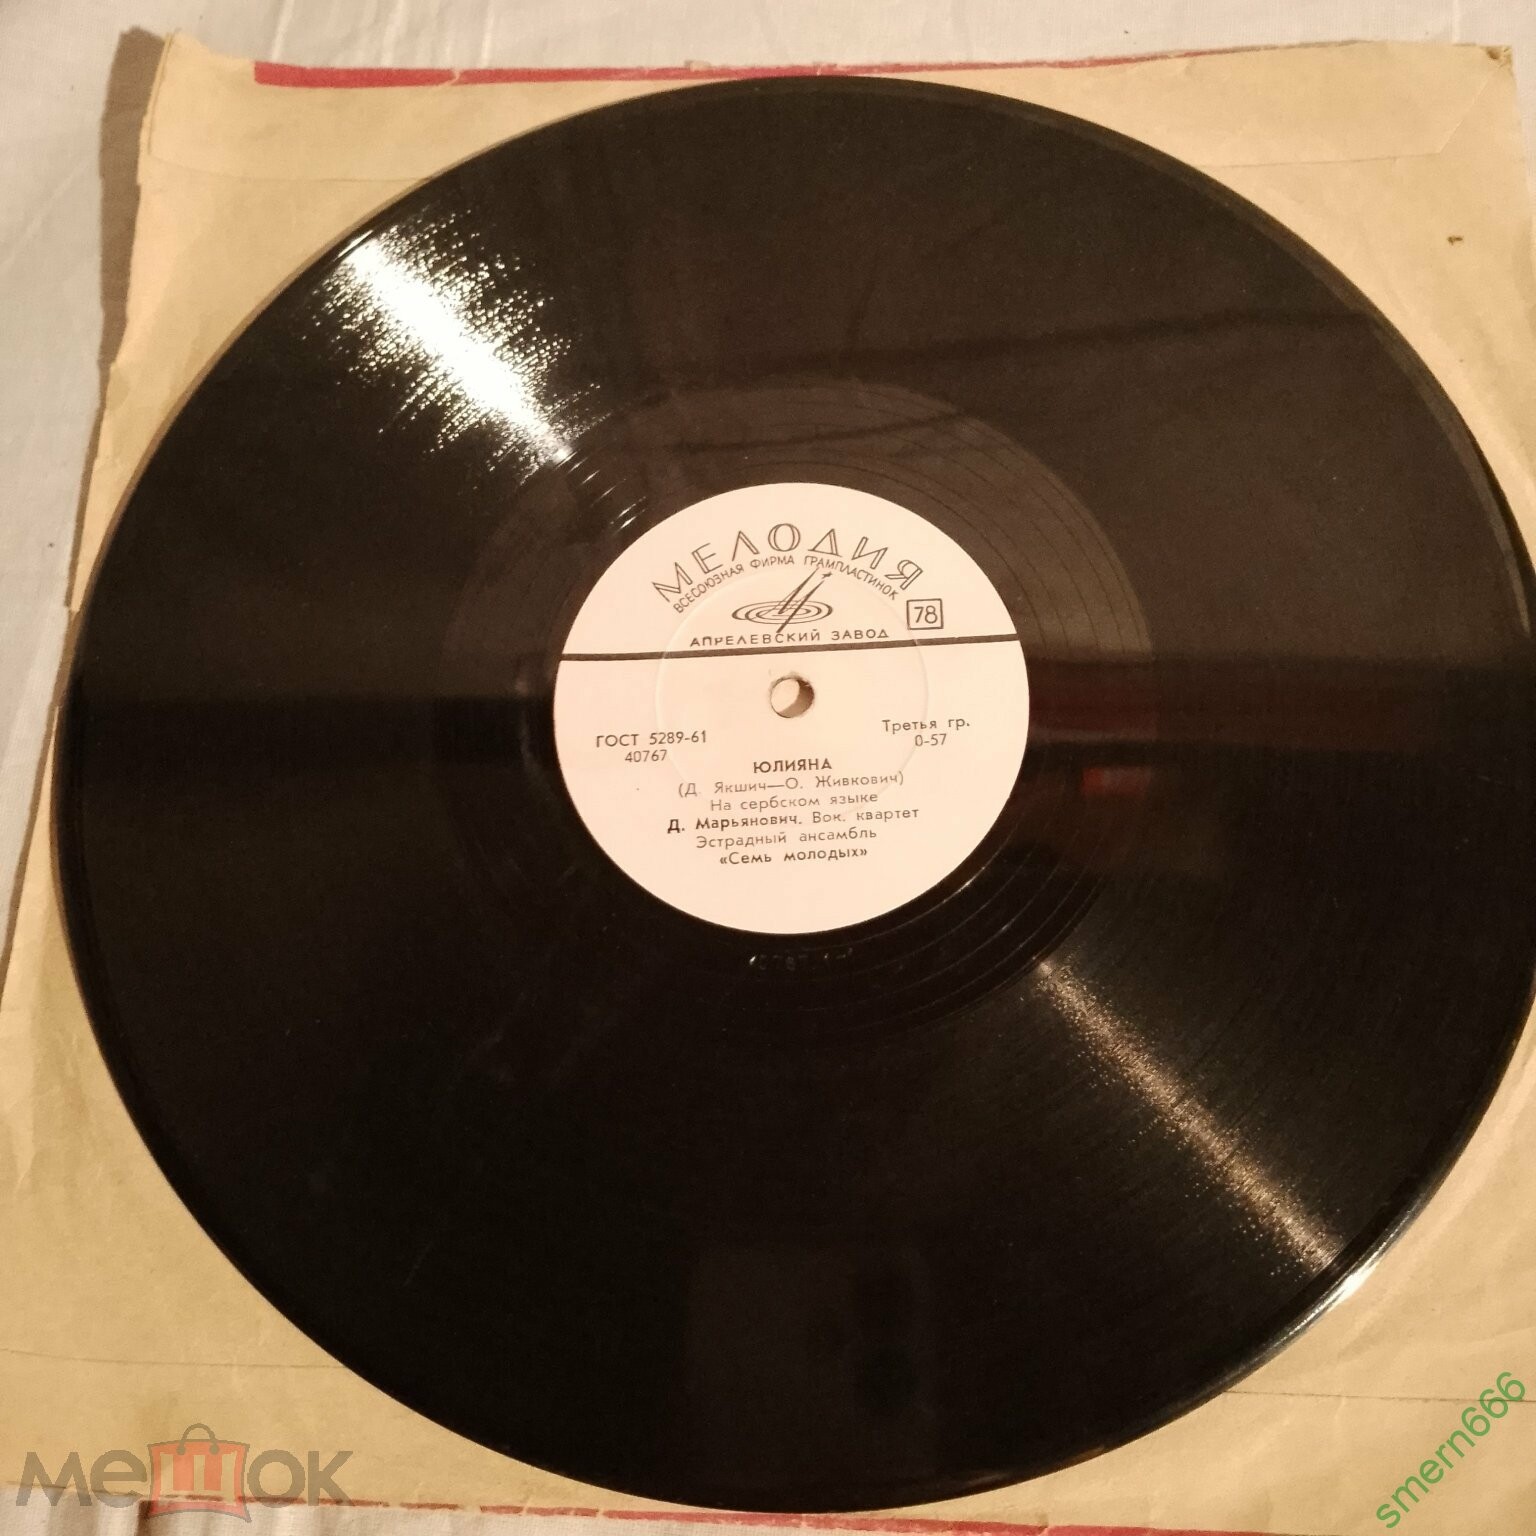 МЕЛОДИЯ
ВСЕСОЮЗНАЯ ФИРМА ГРАМПЛАСТИНОК
78
АПРЕЛЕВСКИЙ ЗАВОД
ГОСТ 5289-61
40767
Третья гр.
0-57
ЮЛИЯНА
(Д. Якшич—О. Живкович)
На сербском языке
Д. Марьянович. Вок. квартет
Эстрадный ансамбль
«Семь молодых»
мешок
smern666